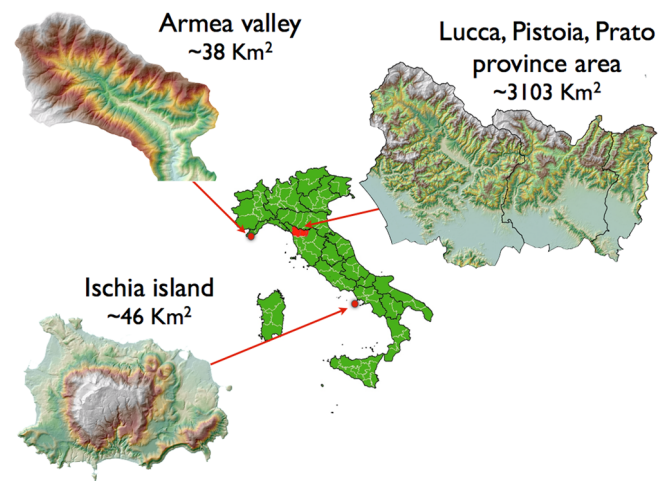 Armea valley
~38 Km²
Lucca, Pistoia, Prato
province area
~3103 Km²
Ischia island
~46 Km²